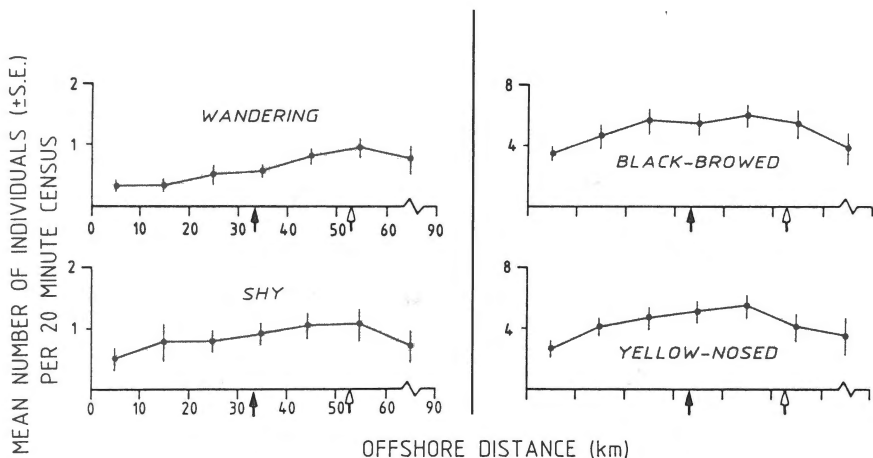 MEAN NUMBER OF INDIVIDUALS (±S.E.)
PER 20 MINUTE CENSUS
2
1
WANDERING
0 10 20 30 40 50 60 90
2
1
SHY
0 10 20 30 40 50 60 90
8
4
BLACK-BROWED
8
4
YELLOW-NOSED
OFFSHORE DISTANCE (km)